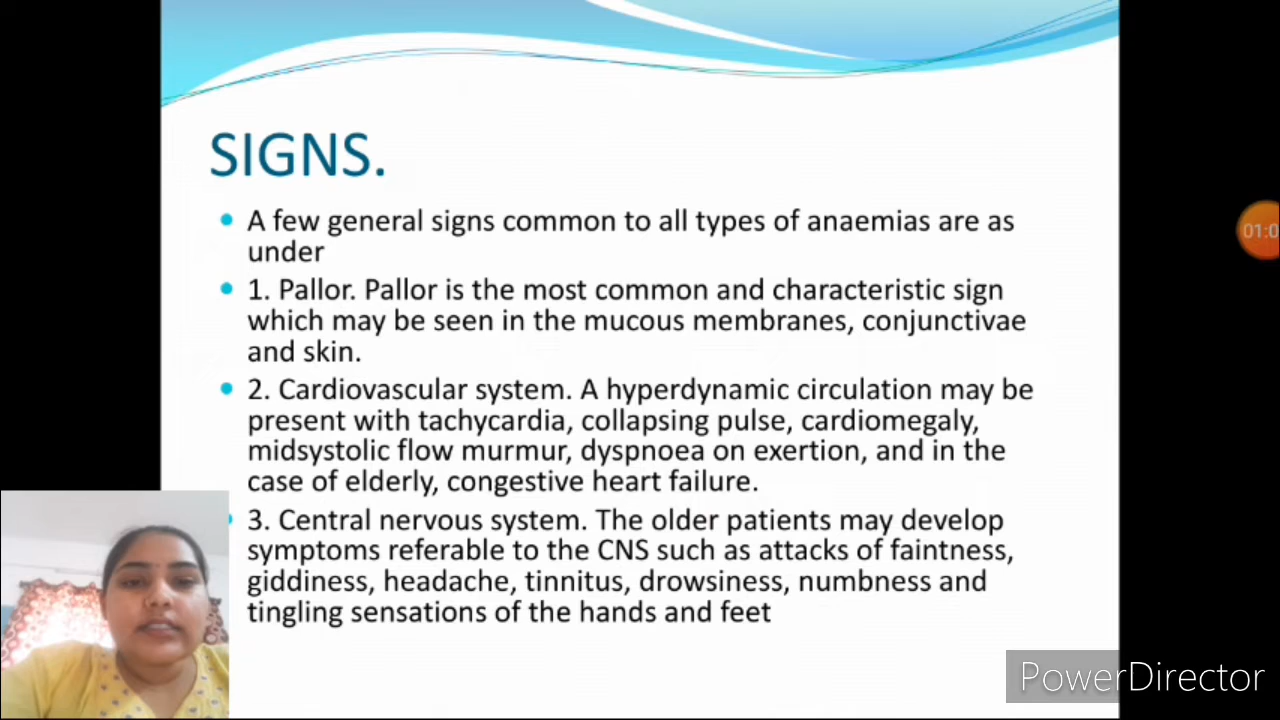 SIGNS.
A few general signs common to all types of anaemias are as
under
1. Pallor. Pallor is the most common and characteristic sign
which may be seen in the mucous membranes, conjunctivae
and skin.
2. Cardiovascular system. A hyperdynamic circulation may be
present with tachycardia, collapsing pulse, cardiomegaly,
midsystolic flow murmur, dyspnoea on exertion, and in the
case of elderly, congestive heart failure.
3. Central nervous system. The older patients may develop
symptoms referable to the CNS such as attacks of faintness,
giddiness, headache, tinnitus, drowsiness, numbness and
tingling sensations of the hands and feet
01:0
PowerDirector